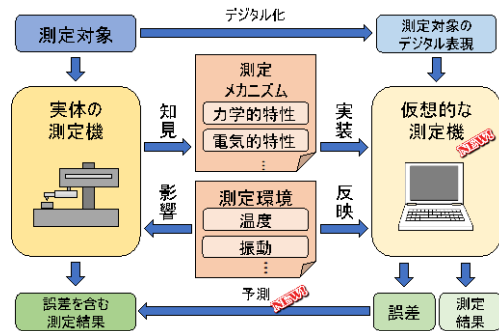 測定対象
デジタル化
測定対象の
デジタル表現
実体の
測定機
知見
測定
メカニズム
力学的特性
電気的特性
⋮
実装
仮想的な
測定機
NEW!
影響
測定環境
温度
振動
⋮
反映
誤差を含む
測定結果
予測
NEW!
誤差
測定
結果